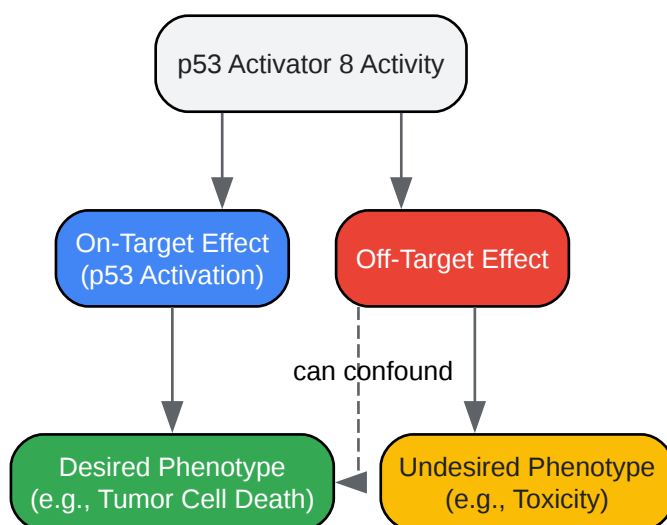 p53 Activator 8 Activity
On-Target Effect
(p53 Activation)
Off-Target Effect
can confound
Desired Phenotype
(e.g., Tumor Cell Death)
Undesired Phenotype
(e.g., Toxicity)